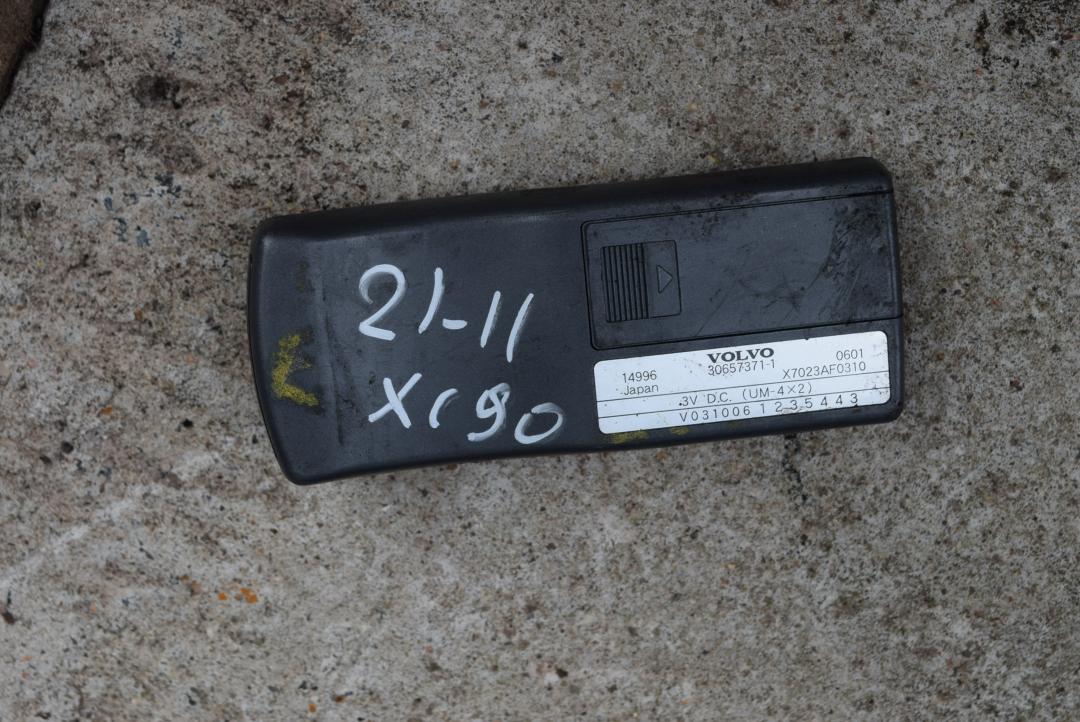 21-11
XC90
VOLVO
14996 30657371-1 0601
Japan X7023AF0310
3V D.C. (UM-4×2)
V031006 1 2 3 5 4 4 3